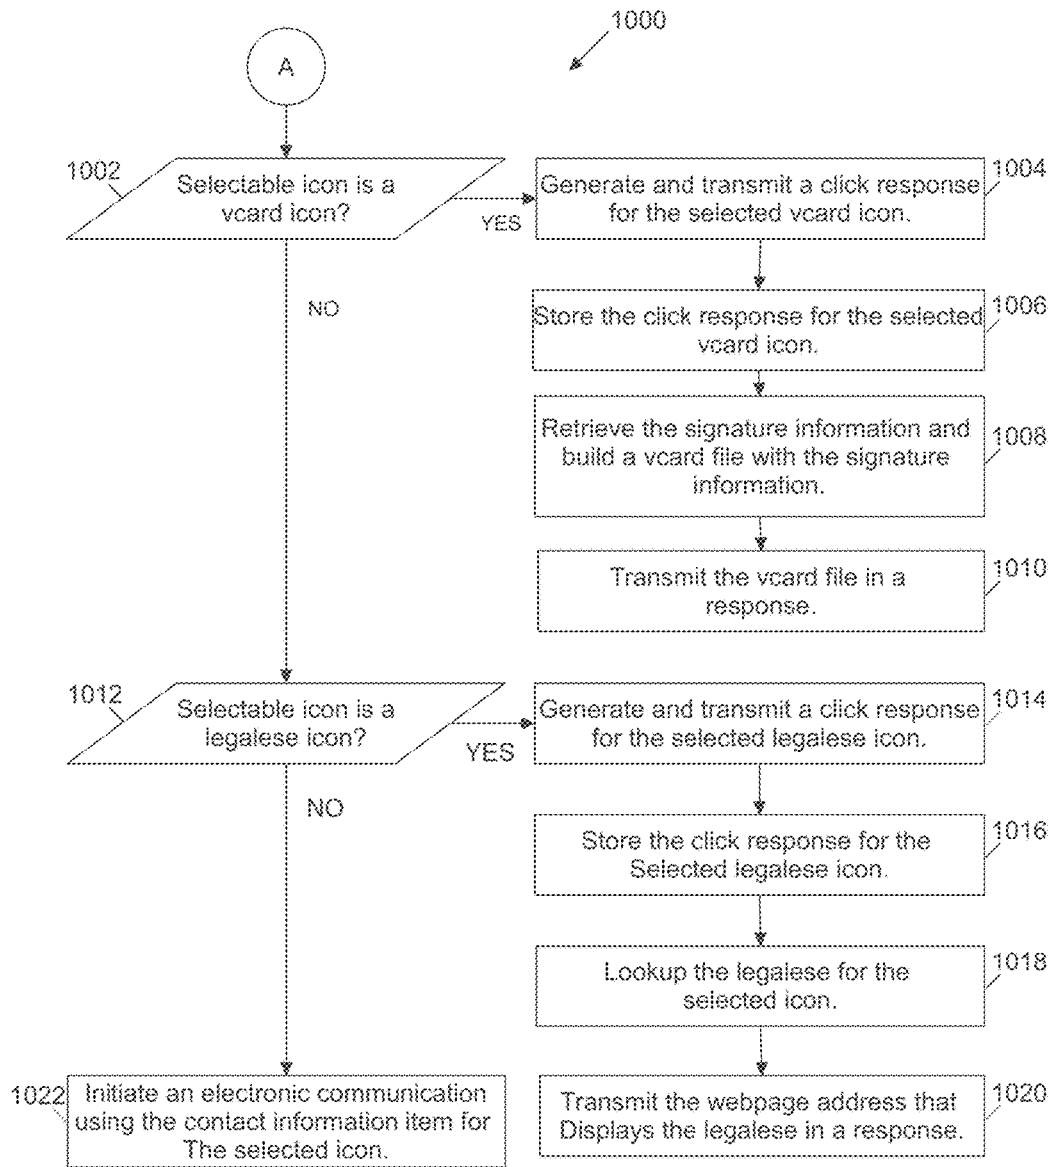 1000
A
1002
Selectable icon is a
vcard icon?
YES
NO
1004
Generate and transmit a click response
for the selected vcard icon.
1006
Store the click response for the selected
vcard icon.
1008
Retrieve the signature information and
build a vcard file with the signature
information.
1010
Transmit the vcard file in a
response.
1012
Selectable icon is a
legalese icon?
YES
NO
1014
Generate and transmit a click response
for the selected legalese icon.
1016
Store the click response for the
Selected legalese icon.
1018
Lookup the legalese for the
selected icon.
1020
Transmit the webpage address that
Displays the legalese in a response.
1022
Initiate an electronic communication
using the contact information item for
The selected icon.